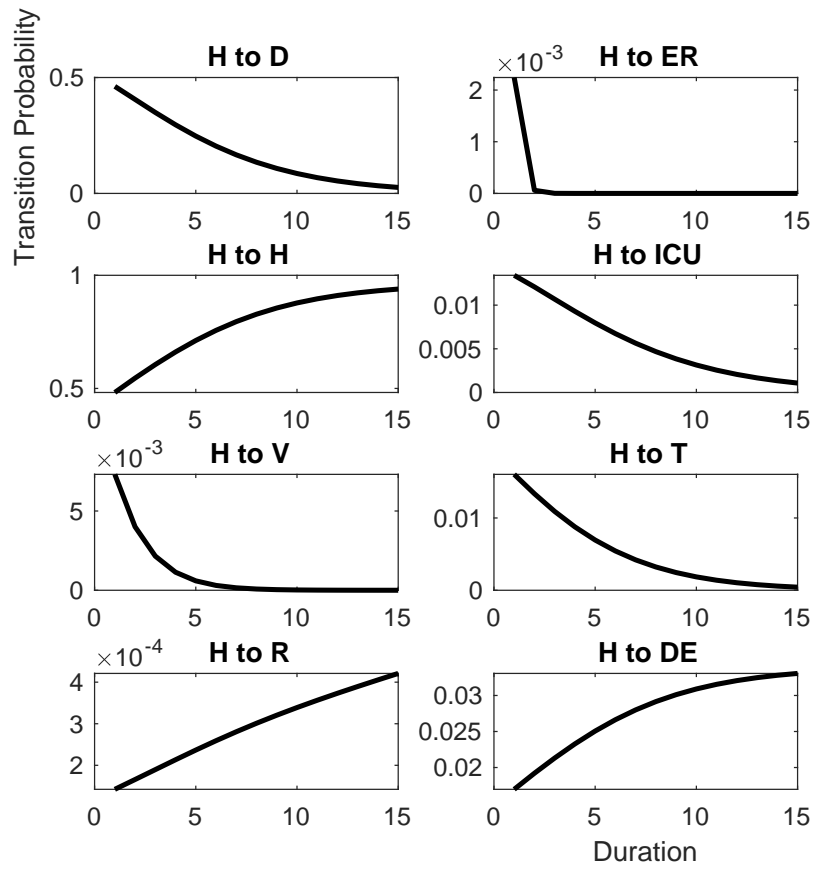 Transition Probability
H to D
0.5
0
0 5 10 15
H to ER
×10-3
2
1
0
0 5 10 15
H to H
1
0.5
0 5 10 15
H to ICU
0.01
0.005
0
0 5 10 15
H to V
×10-3
5
0
0 5 10 15
H to T
0.01
0
0 5 10 15
H to R
×10-4
4
3
2
0 5 10 15
H to DE
0.03
0.025
0.02
0 5 10 15
Duration